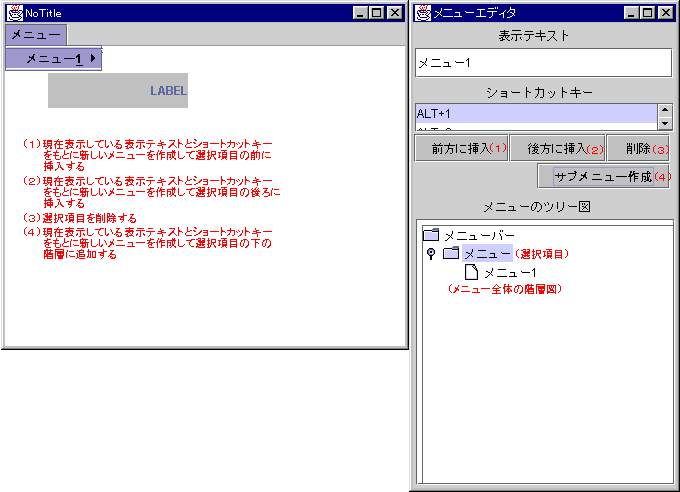 NoTitle
メニュー
メニュー1
LABEL
(1)現在表示している表示テキストとショートカットキー
をもとに新しいメニューを作成して選択項目の前に
挿入する
(2)現在表示している表示テキストとショートカットキー
をもとに新しいメニューを作成して選択項目の後ろに
挿入する
(3)選択項目を削除する
(4)現在表示している表示テキストとショートカットキー
をもとに新しいメニューを作成して選択項目の下の
階層に追加する
メニューエディタ
表示テキスト
メニュー1
ショートカットキー
ALT+1
前方に挿入(1) 後方に挿入(2) 削除(3)
サブメニュー作成(4)
メニューのツリー図
メニューバー
メニュー(選択項目)
メニュー1
(メニュー全体の階層図)